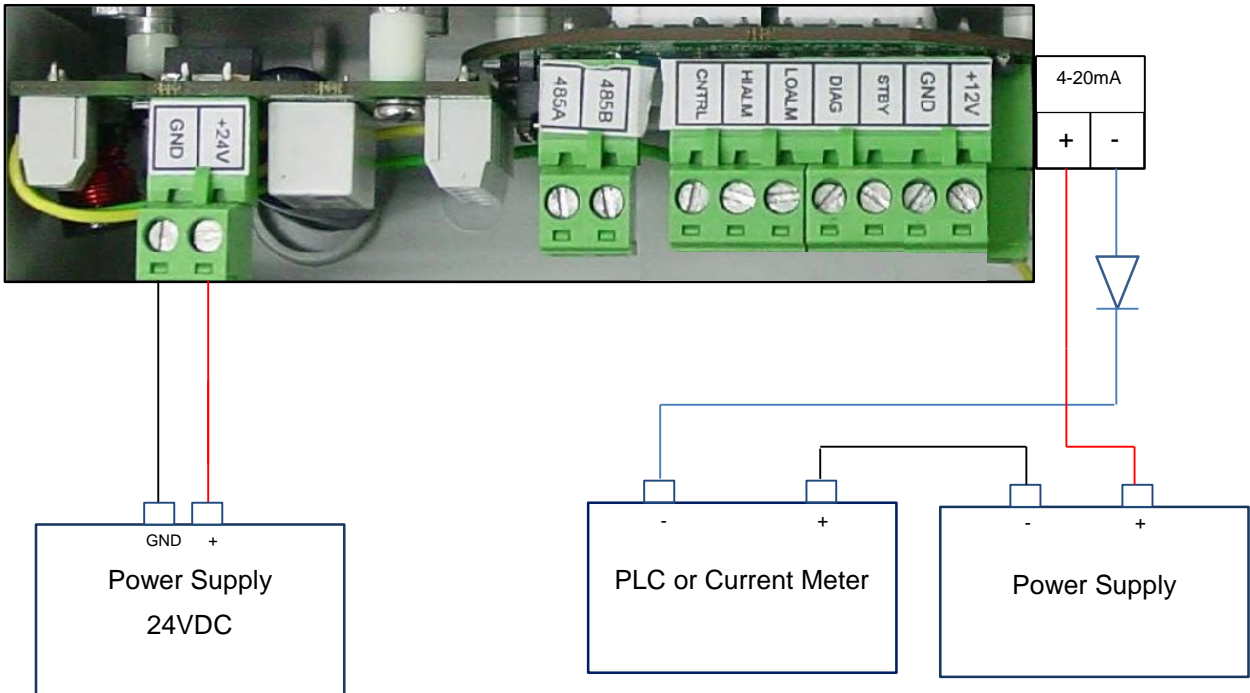 GND
+24V
485A
485B
CNTRL
HIALM
LOALM
DIAG
STBY
GND
+12V
4-20mA
+ -
GND +
Power Supply
24VDC
- +
PLC or Current Meter
- +
Power Supply